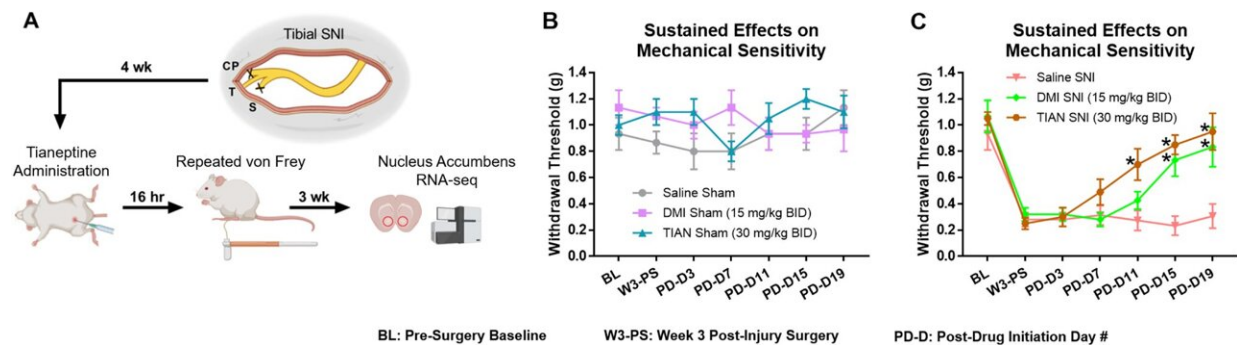 A
Tibial SNI
CP
T
S
4 wk
Tianeptine
Administration
16 hr
Repeated von Frey
3 wk
Nucleus Accumbens
RNA-seq
B
Sustained Effects on
Mechanical Sensitivity
Withdrawal Threshold (g)
1.4
1.2
1.0
0.8
0.6
0.4
0.2
0.0
Saline Sham
DMI Sham (15 mg/kg BID)
TIAN Sham (30 mg/kg BID)
BL
W3-PS
PD-D3
PD-D7
PD-D11
PD-D15
PD-D19
C
Sustained Effects on
Mechanical Sensitivity
Withdrawal Threshold (g)
1.4
1.2
1.0
0.8
0.6
0.4
0.2
0.0
Saline SNI
DMI SNI (15 mg/kg BID)
TIAN SNI (30 mg/kg BID)
*
*
*
*
*
BL
W3-PS
PD-D3
PD-D7
PD-D11
PD-D15
PD-D19
BL: Pre-Surgery Baseline
W3-PS: Week 3 Post-Injury Surgery
PD-D: Post-Drug Initiation Day #